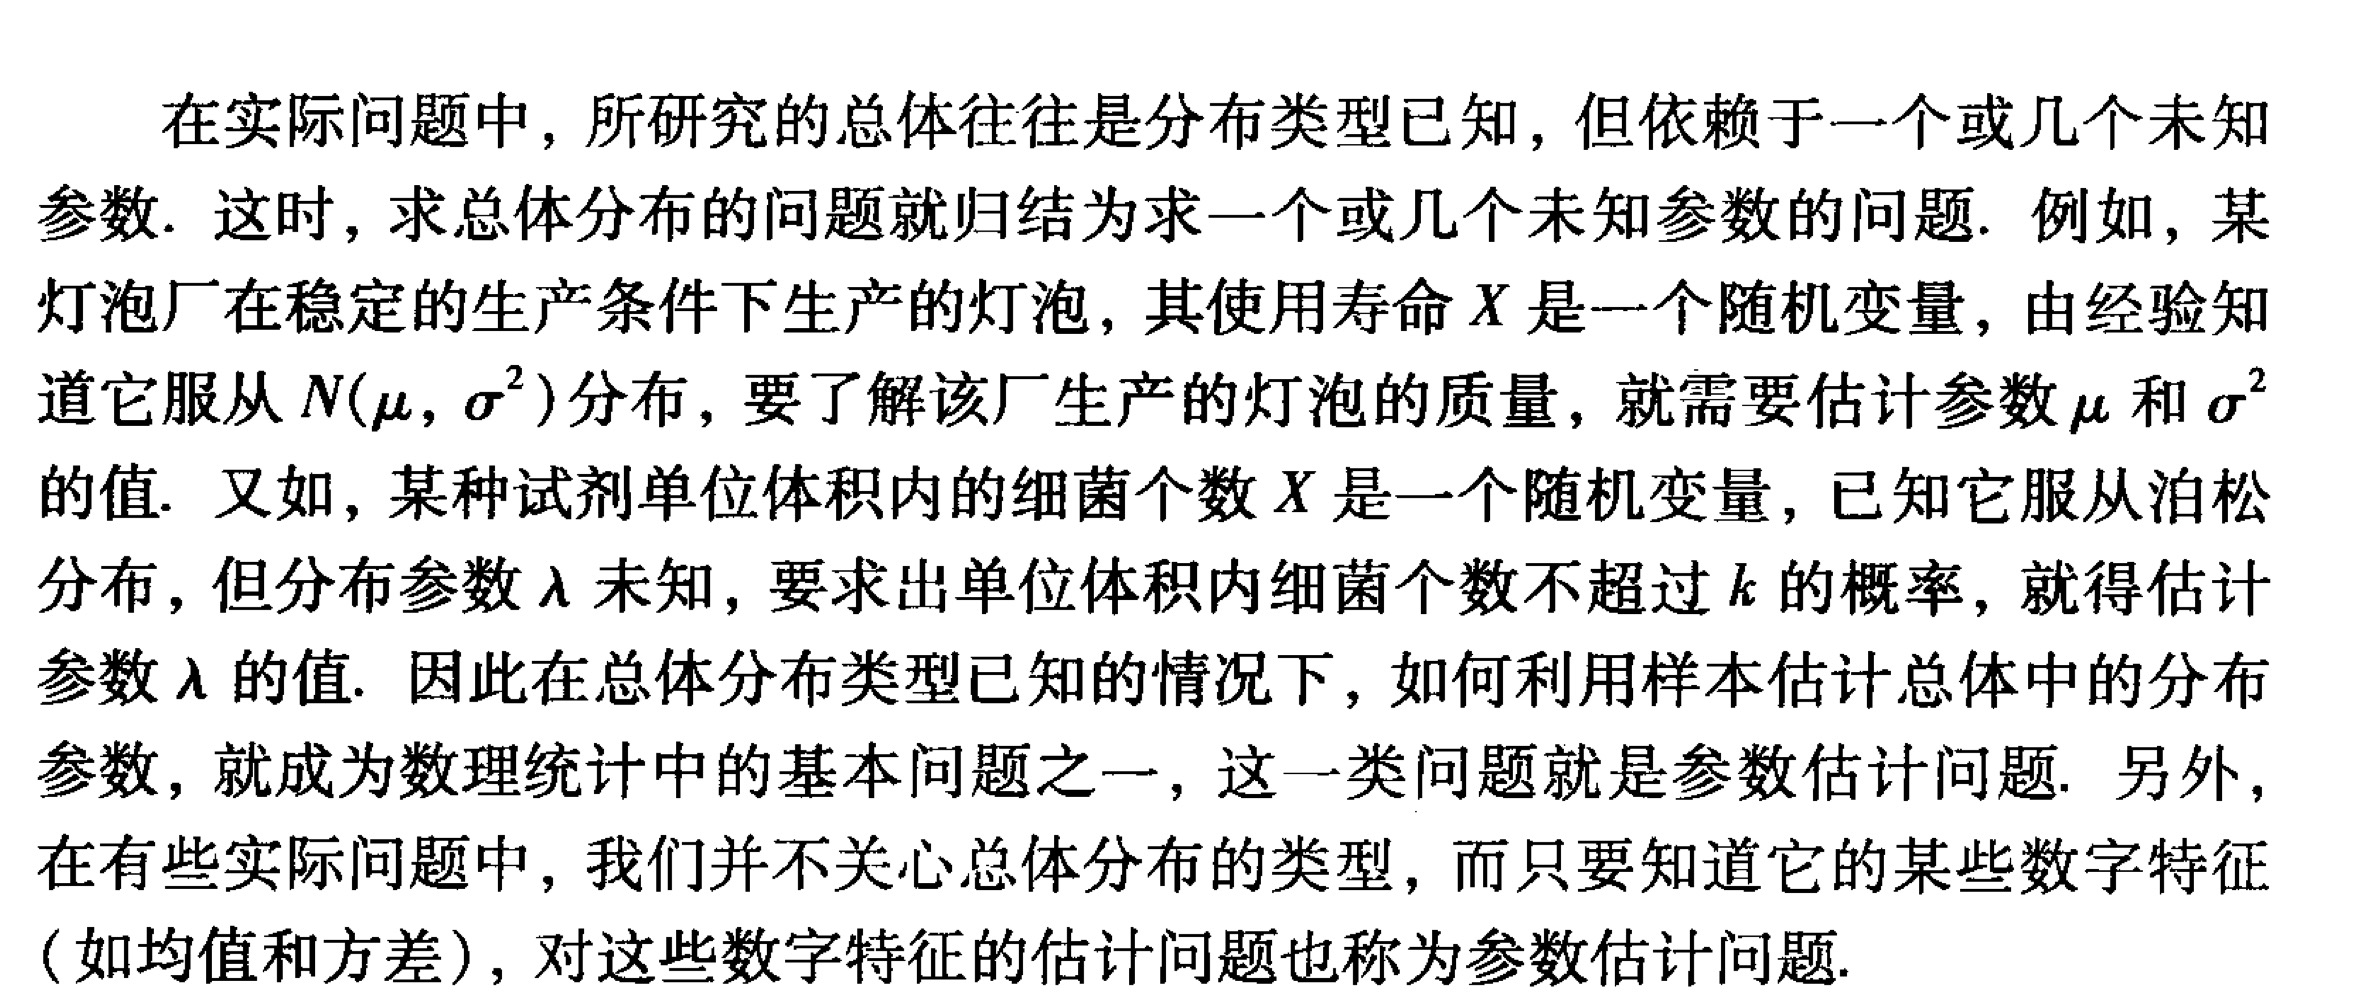 在实际问题中, 所研究的总体往往是分布类型已知, 但依赖于一个或几个未知
参数. 这时, 求总体分布的问题就归结为求一个或几个未知参数的问题. 例如, 某
灯泡厂在稳定的生产条件下生产的灯泡, 其使用寿命 X 是一个随机变量, 由经验知
道它服从 N(μ, σ²)分布, 要了解该厂生产的灯泡的质量, 就需要估计参数 μ 和 σ²
的值. 又如, 某种试剂单位体积内的细菌个数 X 是一个随机变量, 已知它服从泊松
分布, 但分布参数 λ 未知, 要求出单位体积内细菌个数不超过 k 的概率, 就得估计
参数 λ 的值. 因此在总体分布类型已知的情况下, 如何利用样本估计总体中的分布
参数, 就成为数理统计中的基本问题之一, 这一类问题就是参数估计问题. 另外,
在有些实际问题中, 我们并不关心总体分布的类型, 而只要知道它的某些数字特征
(如均值和方差), 对这些数字特征的估计问题也称为参数估计问题.